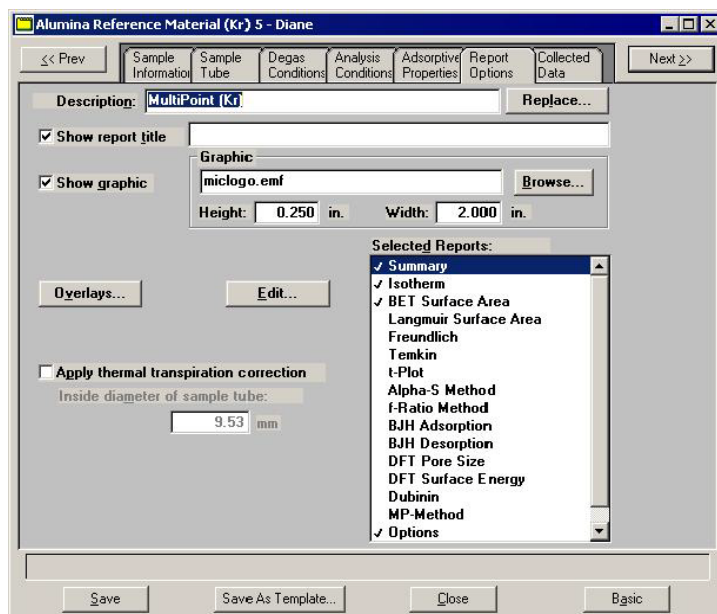 Alumina Reference Material (Kr) 5 - Diane
<< Prev
Sample Information
Sample Tube
Degas Conditions
Analysis Conditions
Adsorptive Properties
Report Options
Collected Data
Next >>
Description: MultiPoint (Kr) Replace...
Show report title
Graphic
Show graphic miclogo.emf Browse...
Height: 0.250 in. Width: 2.000 in.
Selected Reports:
Summary
Isotherm
BET Surface Area
Langmuir Surface Area
Freundlich
Temkin
t-Plot
Alpha-S Method
f-Ratio Method
BJH Adsorption
BJH Desorption
DFT Pore Size
DFT Surface Energy
Dubinin
MP-Method
Options
Overlays... Edit...
Apply thermal transpiration correction
Inside diameter of sample tube:
9.53 mm
Save Save As Template... Close Basic